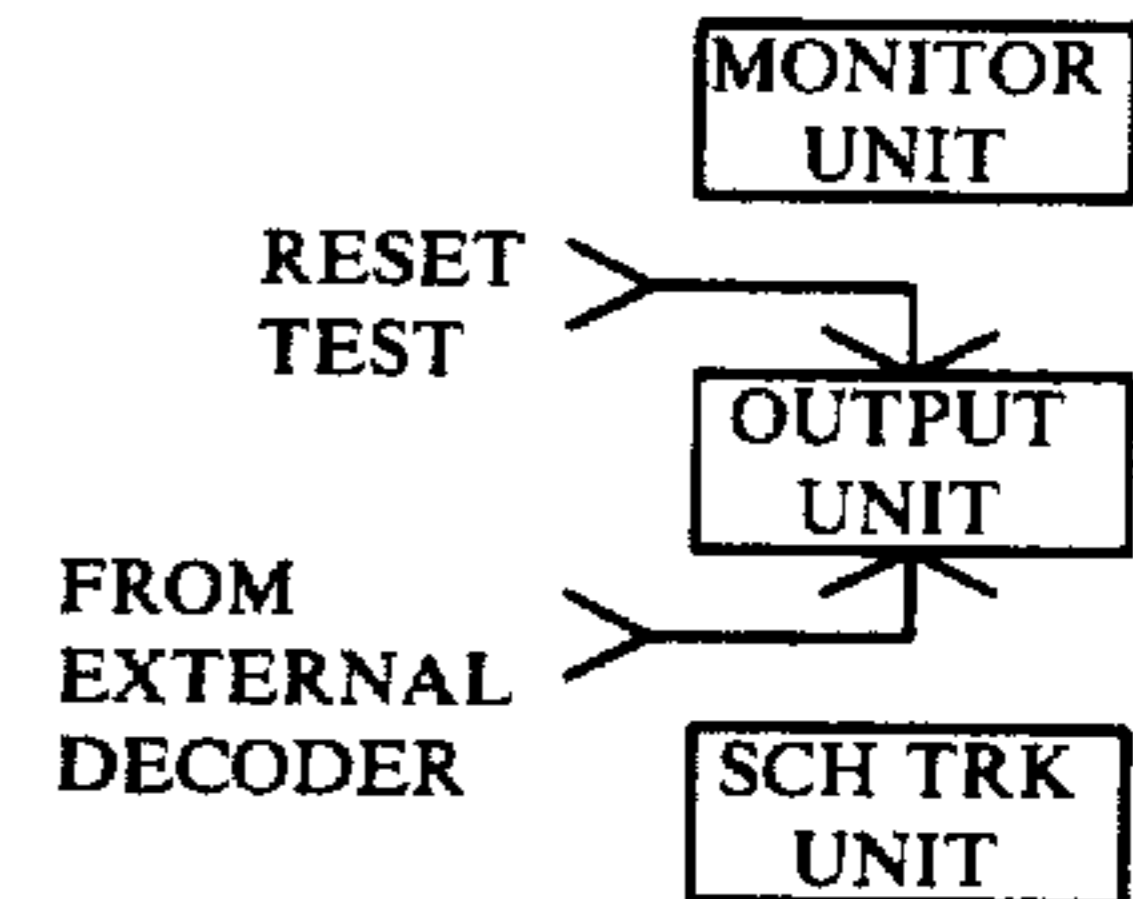 MONITOR
UNIT
RESET
TEST
OUTPUT
UNIT
FROM
EXTERNAL
DECODER
SCH TRK
UNIT